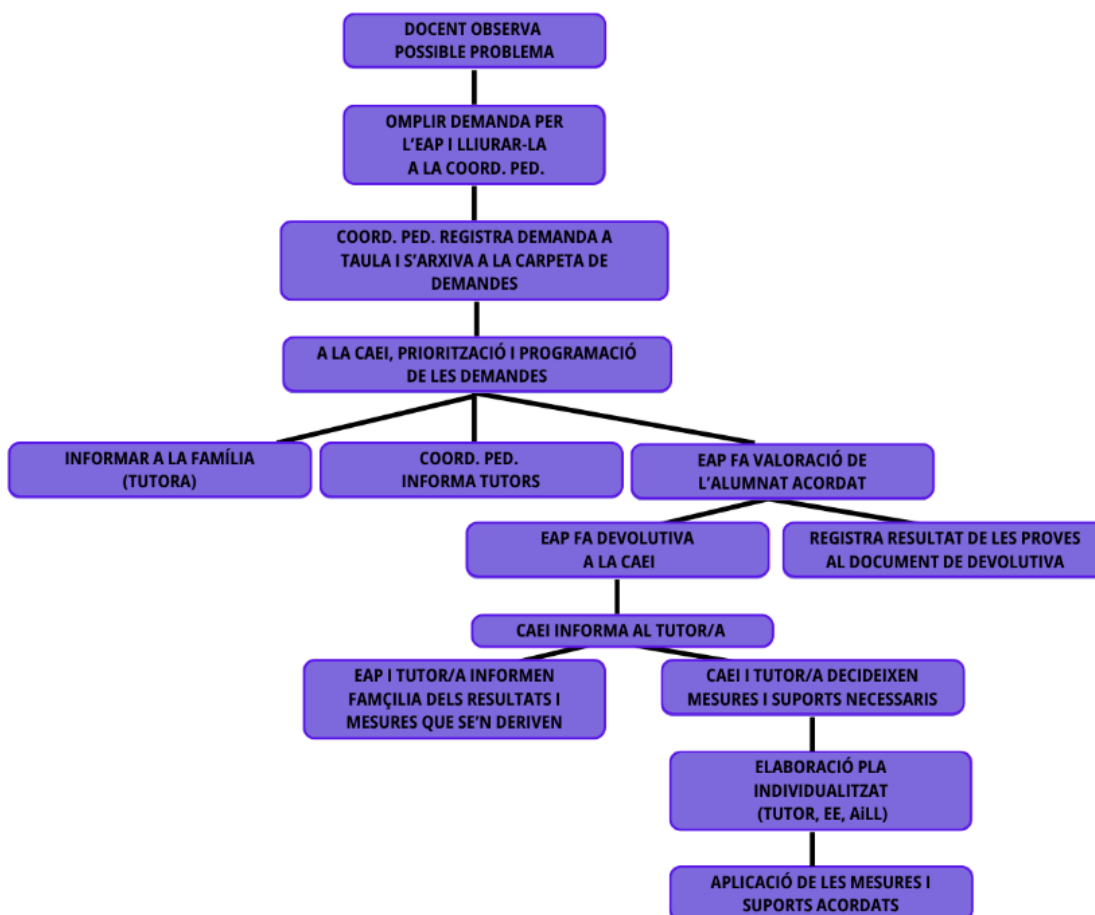 DOCENT OBSERVA
POSSIBLE PROBLEMA
OMPLIR DEMANDA PER
L'EAP I LLIURAR-LA
A LA COORD. PED.
COORD. PED. REGISTRA DEMANDA A
TAULA I S'ARXIVA A LA CARPETA DE
DEMANDES
A LA CAEI, PRIORITZACIÓ I PROGRAMACIÓ
DE LES DEMANDES
INFORMAR A LA FAMÍLIA
(TUTORA)
COORD. PED.
INFORMA TUTORS
EAP FA VALORACIÓ DE
L'ALUMNAT ACORDAT
EAP FA DEVOLUTIVA
A LA CAEI
REGISTRA RESULTAT DE LES PROVES
AL DOCUMENT DE DEVOLUTIVA
CAEI INFORMA AL TUTOR/A
EAP I TUTOR/A INFORMEN
FAMÇILIA DELS RESULTATS I
MESURES QUE SE'N DERIVEN
CAEI I TUTOR/A DECIDEIXEN
MESURES I SUPORTS NECESSARIS
ELABORACIÓ PLA
INDIVIDUALITZAT
(TUTOR, EE, AiLL)
APLICACIÓ DE LES MESURES I
SUPORTS ACORDATS